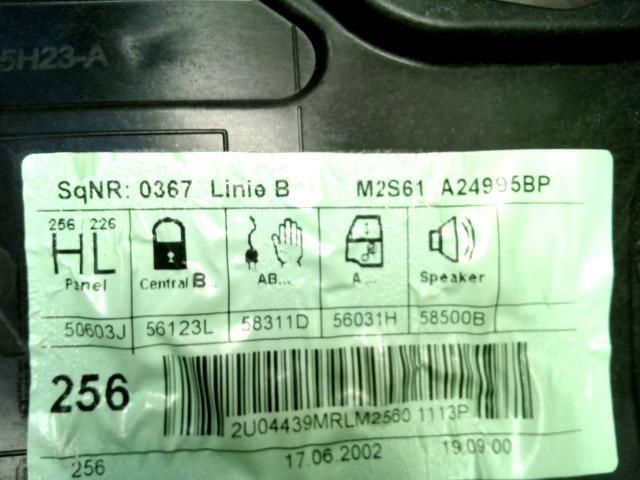 5H23-A
SqNR: 0367 Linie B M2S61 A24995BP
256 / 226
HL
Panel Central B... AB... A... Speaker
50603J 56123L 58311D 56031H 58500B
256
2U04439MRLM2560 1113P
256 17.06.2002 19:09:00